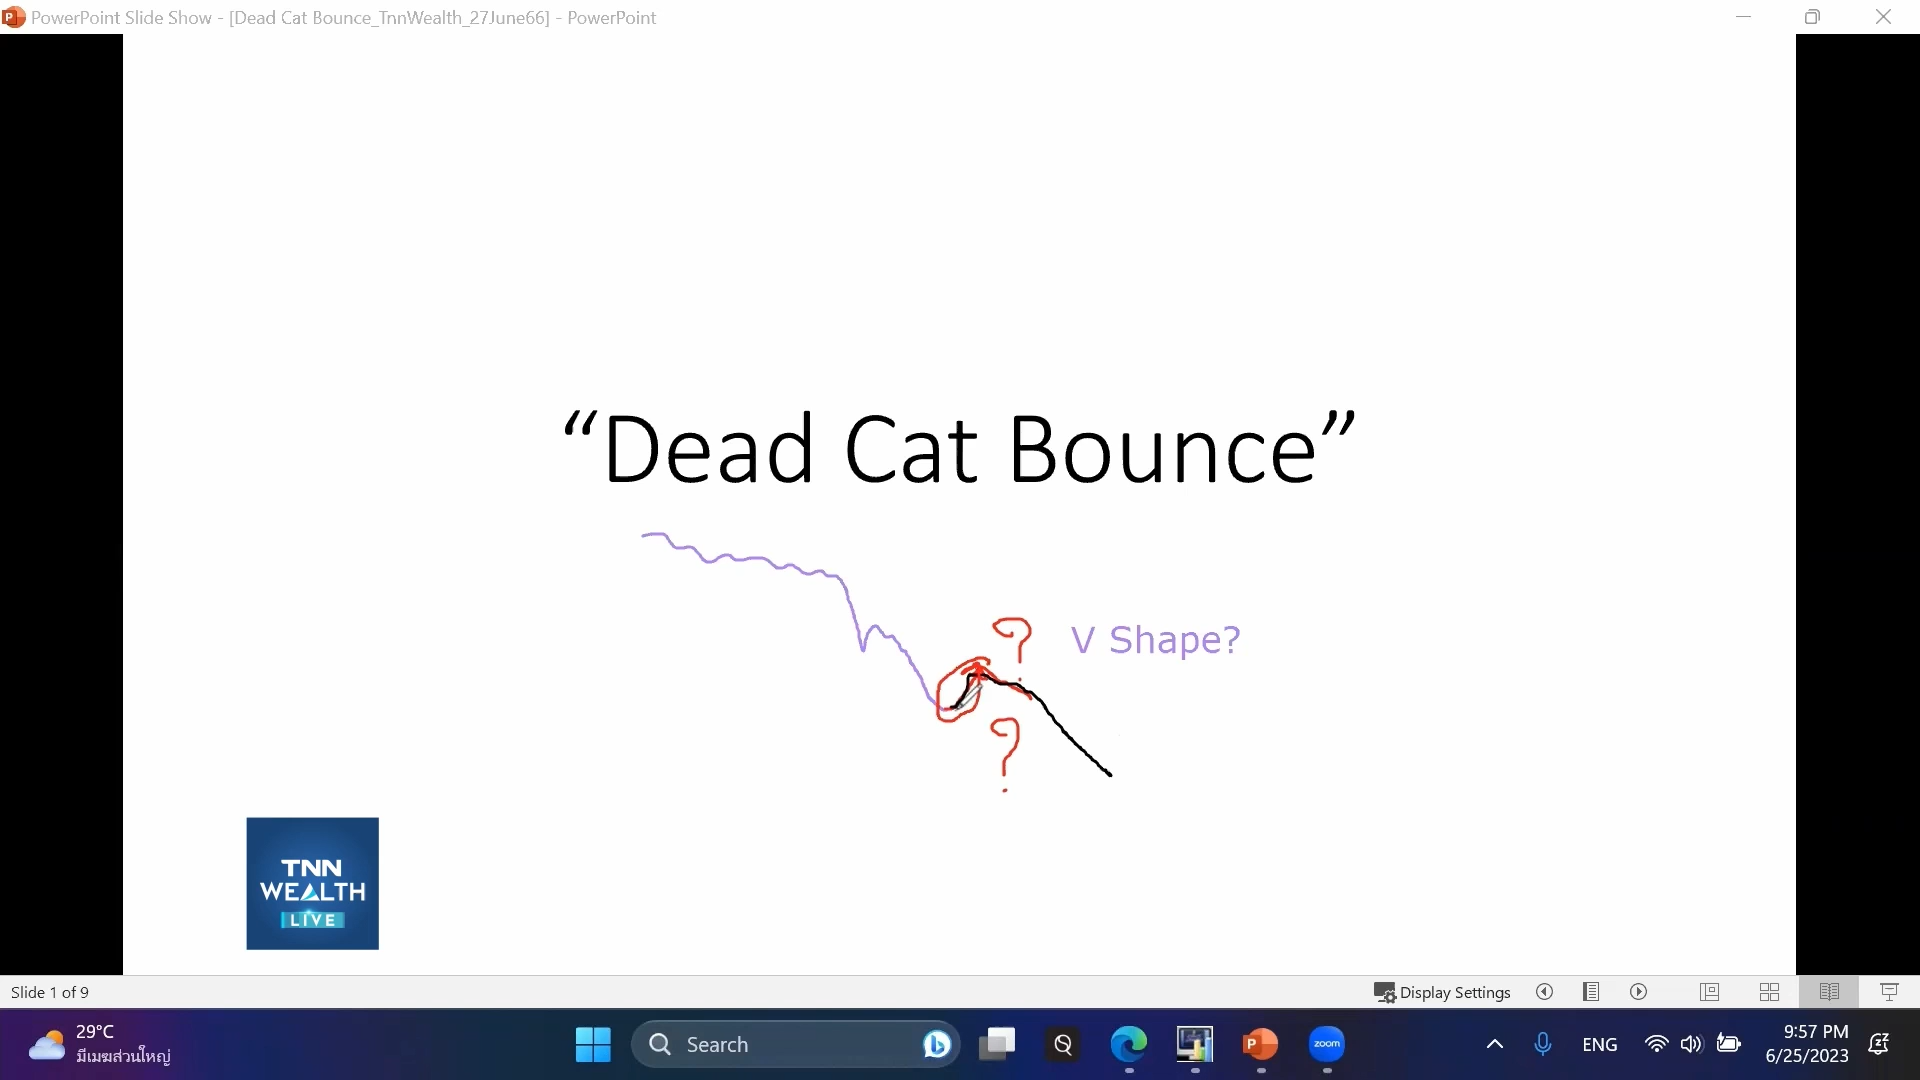 PowerPoint Slide Show - [Dead Cat Bounce_TnnWealth_27June66] - PowerPoint
“Dead Cat Bounce”
?
V Shape?
?
TNN
WEALTH
LIVE
Slide 1 of 9
Display Settings
29°C
มีเมฆส่วนใหญ่
Search
zoom
ENG
9:57 PM
6/25/2023